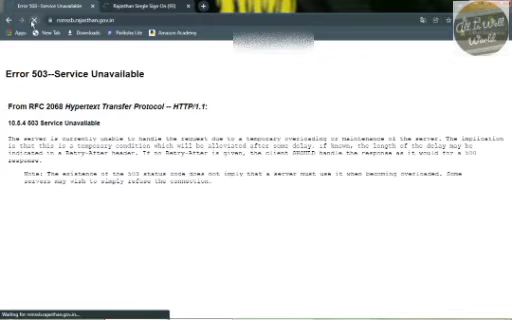 Error 503--Service Unavailable
Rajasthan Single Sign On
rsmssb.rajasthan.gov.in
Apps
New Tab
Downloads
Amazon Academy
All Is Well
World
Error 503--Service Unavailable
From RFC 2068 Hypertext Transfer Protocol -- HTTP/1.1:
10.5.4 503 Service Unavailable
The server is currently unable to handle the request due to a temporary overloading or maintenance of the server. The implication
is that this is a temporary condition which will be alleviated after some delay. If known, the length of the delay may be
indicated in a Retry-After header. If no Retry-After is given, the client SHOULD handle the response as it would for a 500
response.
Note: The existence of the 503 status code does not imply that a server must use it when becoming overloaded. Some
servers may wish to simply refuse the connection.
Waiting for rsmssb.rajasthan.gov.in...